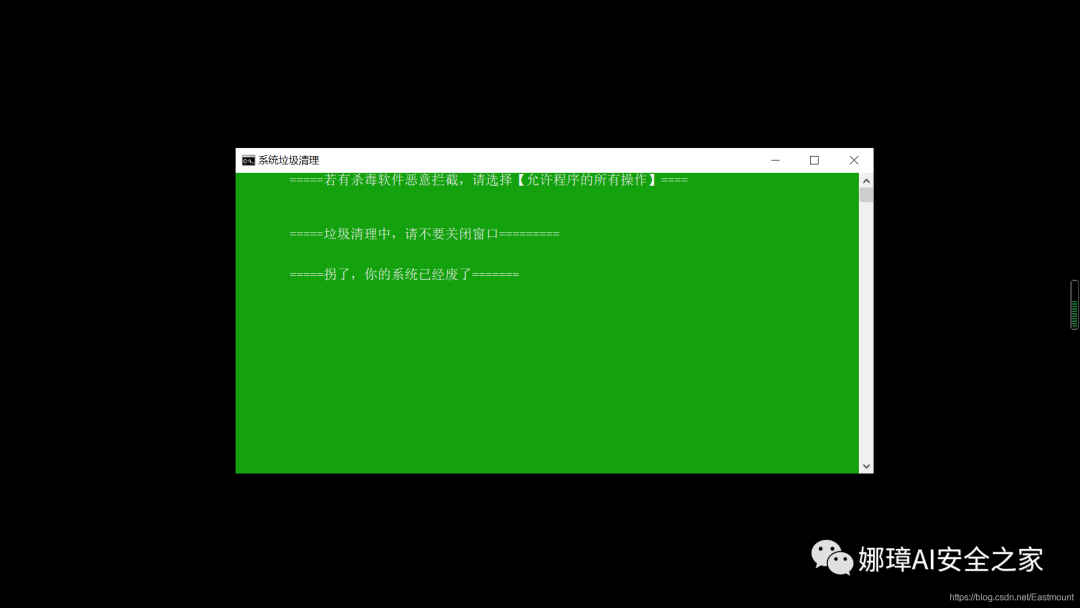 系统垃圾清理
=====若有杀毒软件恶意拦截，请选择【允许程序的所有操作】====
=====垃圾清理中，请不要关闭窗口=========
=====拐了，你的系统已经废了=======
娜璋AI安全之家
https://blog.csdn.net/Eastmount